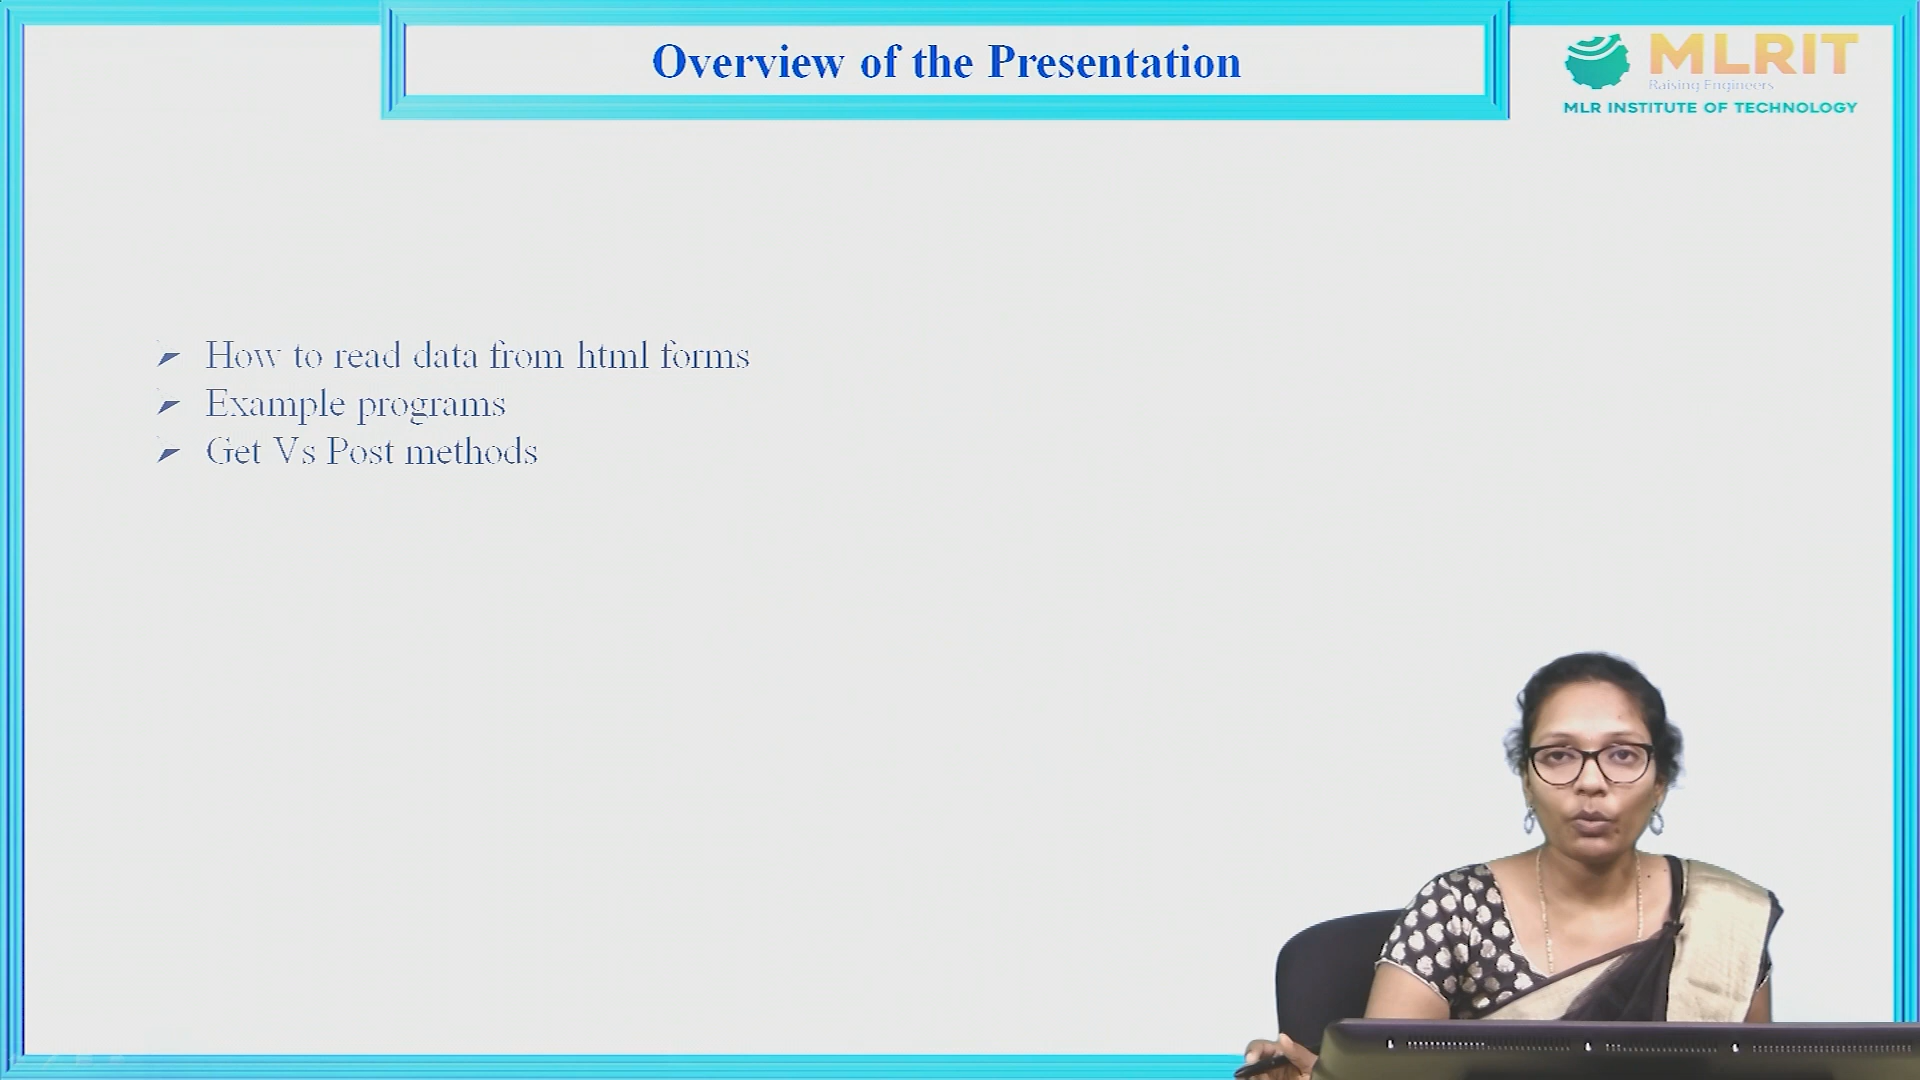 Overview of the Presentation
MLRIT
Raising Engineers
MLR INSTITUTE OF TECHNOLOGY
How to read data from html forms
Example programs
Get Vs Post methods